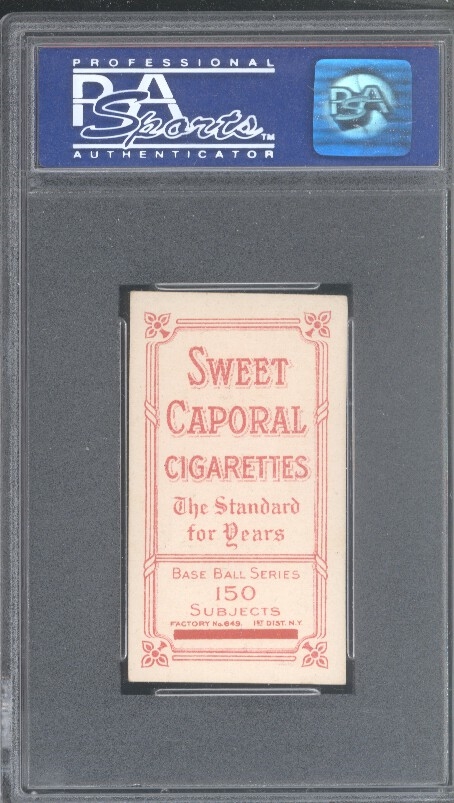 PROFESSIONAL
PSA
Sports™
AUTHENTICATOR
PSA
SWEET
CAPORAL
CIGARETTES
The Standard
for Years
BASE BALL SERIES
150
SUBJECTS
FACTORY No. 649. 1ST DIST. N.Y.